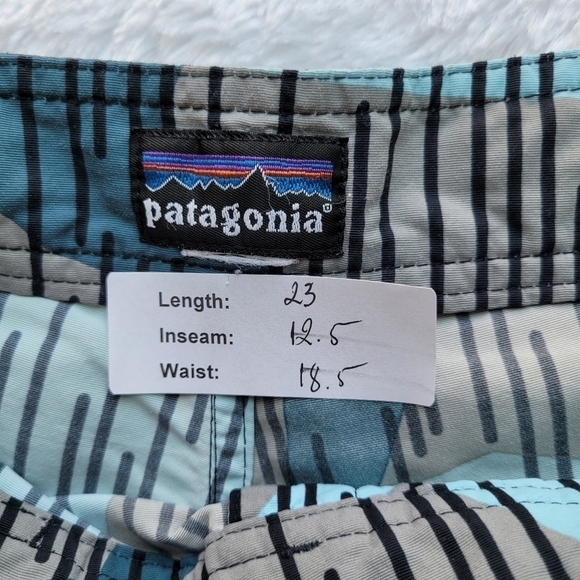 patagonia
Length: 23
Inseam: 12.5
Waist: 18.5